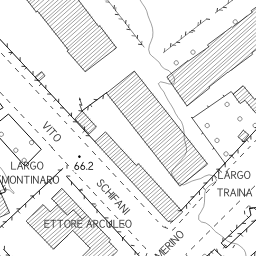 VITO
66.2
LARGO
MONTINARO
SCHIFANI
LARGO
TRAINA
ETTORE ARCULEO
MERINO